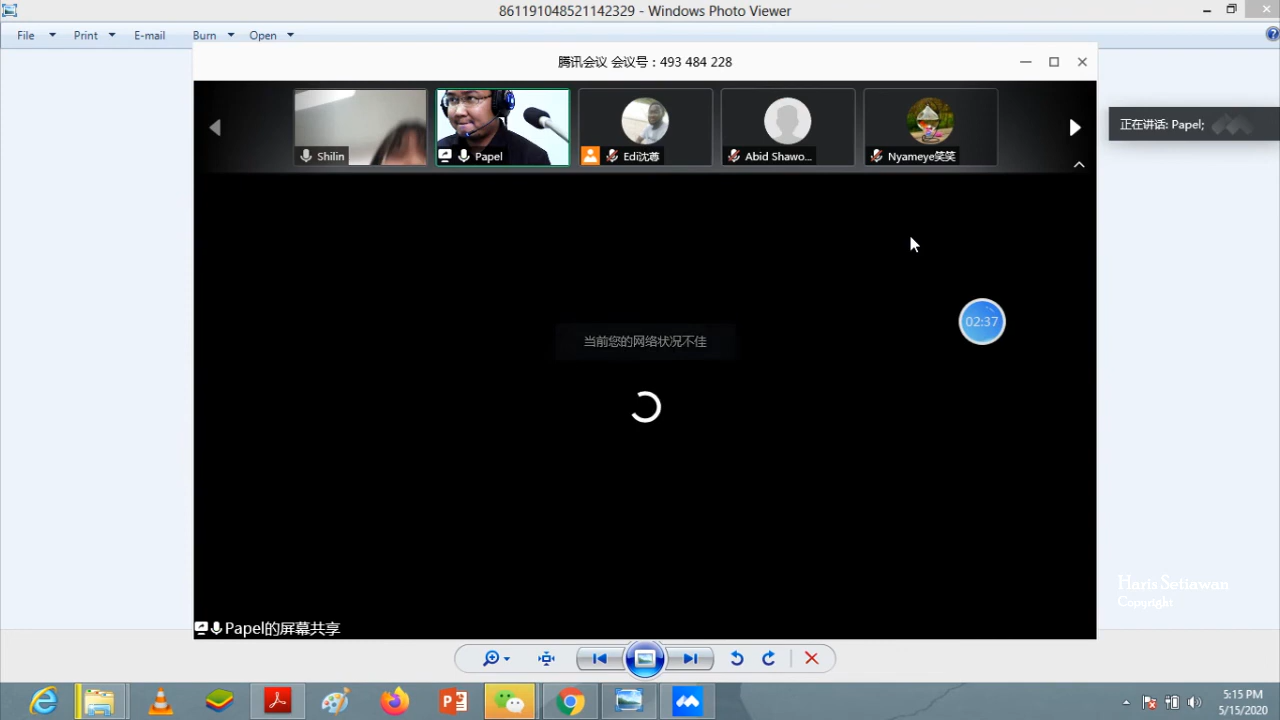 861191048521142329 - Windows Photo Viewer
File Print E-mail Burn Open
腾讯会议 会议号：493 484 228
Shilin
Papel
Edi沈尊
Abid Shawo...
Nyameye笑笑
正在讲话: Papel;
当前您的网络状况不佳
02:37
Haris Setiawan
Copyright
Papel的屏幕共享
5:15 PM
5/15/2020